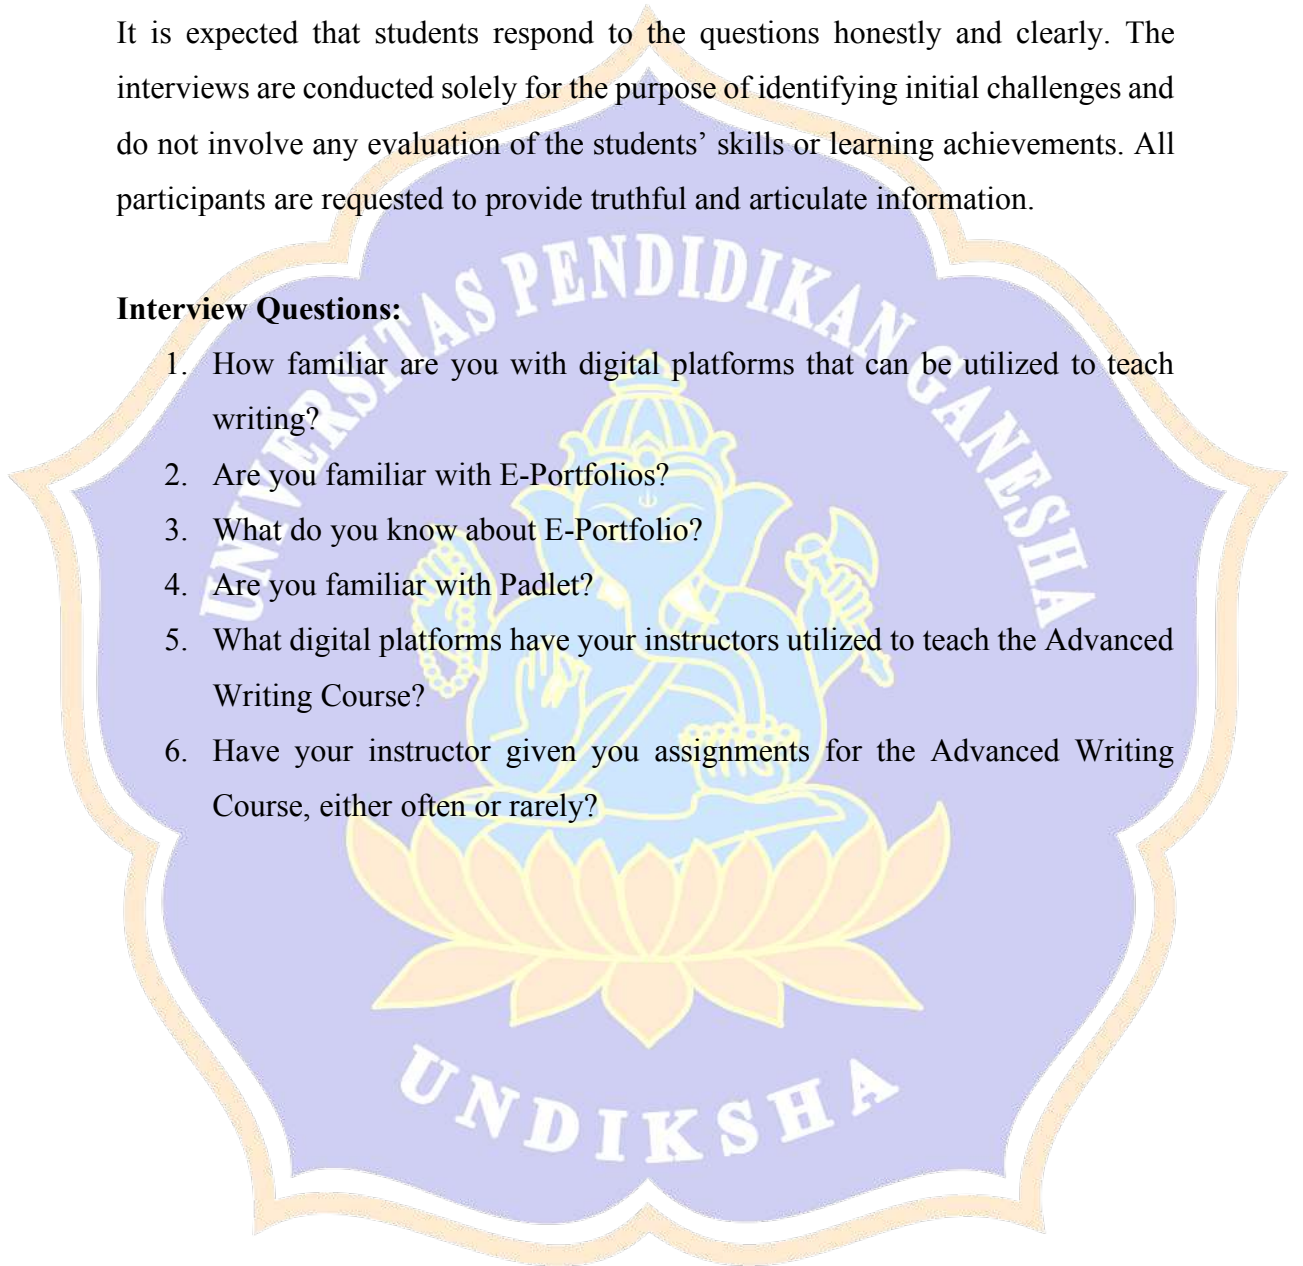 It is expected that students respond to the questions honestly and clearly. The
interviews are conducted solely for the purpose of identifying initial challenges and
do not involve any evaluation of the students’ skills or learning achievements. All
participants are requested to provide truthful and articulate information.
UNIVERSITAS PENDIDIKAN GANESHA
Interview Questions:
1. How familiar are you with digital platforms that can be utilized to teach
writing?
2. Are you familiar with E-Portfolios?
3. What do you know about E-Portfolio?
4. Are you familiar with Padlet?
5. What digital platforms have your instructors utilized to teach the Advanced
Writing Course?
6. Have your instructor given you assignments for the Advanced Writing
Course, either often or rarely?
UNDIKSHA